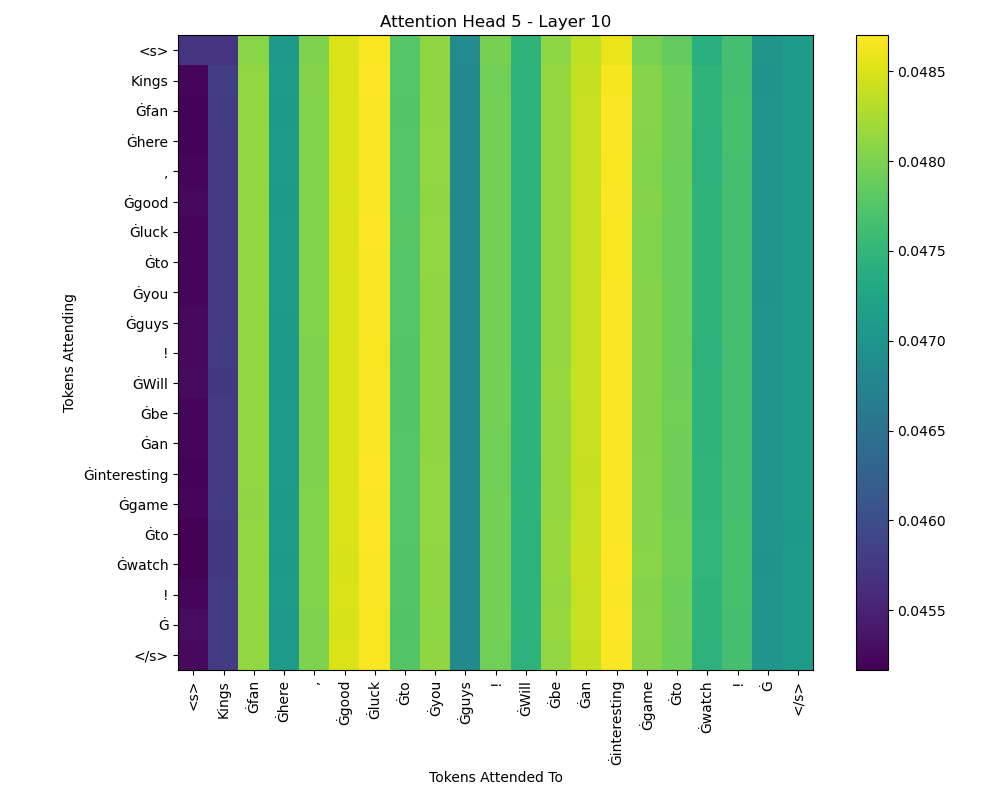 Attention Head 5 - Layer 10
<s>
Kings
Ġfan
Ġhere
,
Ġgood
Ġluck
Ġto
Ġyou
Ġguys
!
ĠWill
Ġbe
Ġan
Ġinteresting
Ġgame
Ġto
Ġwatch
!
Ġ
</s>
Tokens Attending
<s>
Kings
Ġfan
Ġhere
,
Ġgood
Ġluck
Ġto
Ġyou
Ġguys
!
ĠWill
Ġbe
Ġan
Ġinteresting
Ġgame
Ġto
Ġwatch
!
Ġ
</s>
Tokens Attended To
0.0485
0.0480
0.0475
0.0470
0.0465
0.0460
0.0455